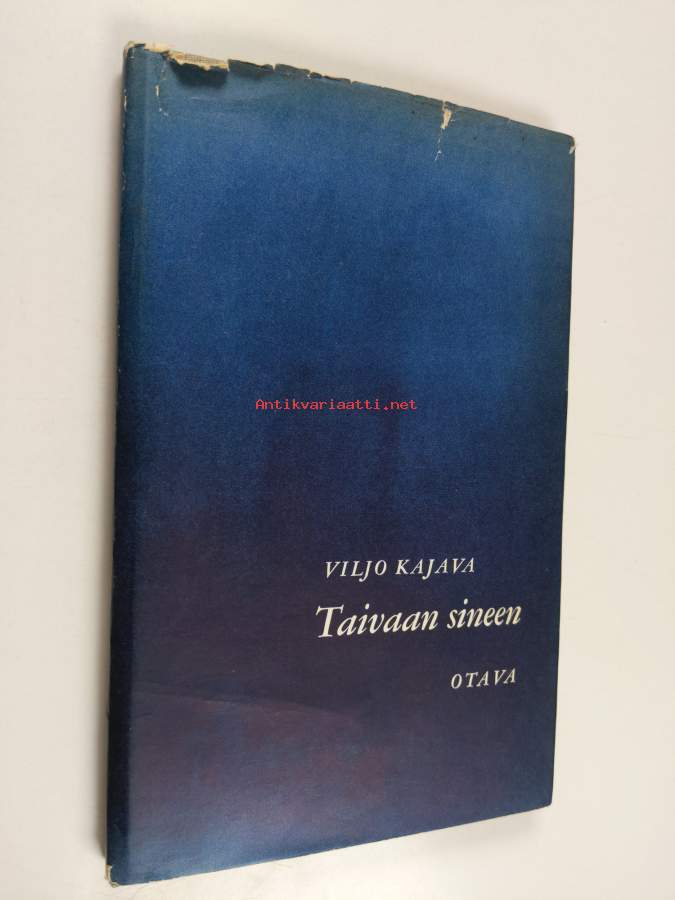 Antikvariaatti.net
VILJO KAJAVA
Taivaan sineen
OTAVA